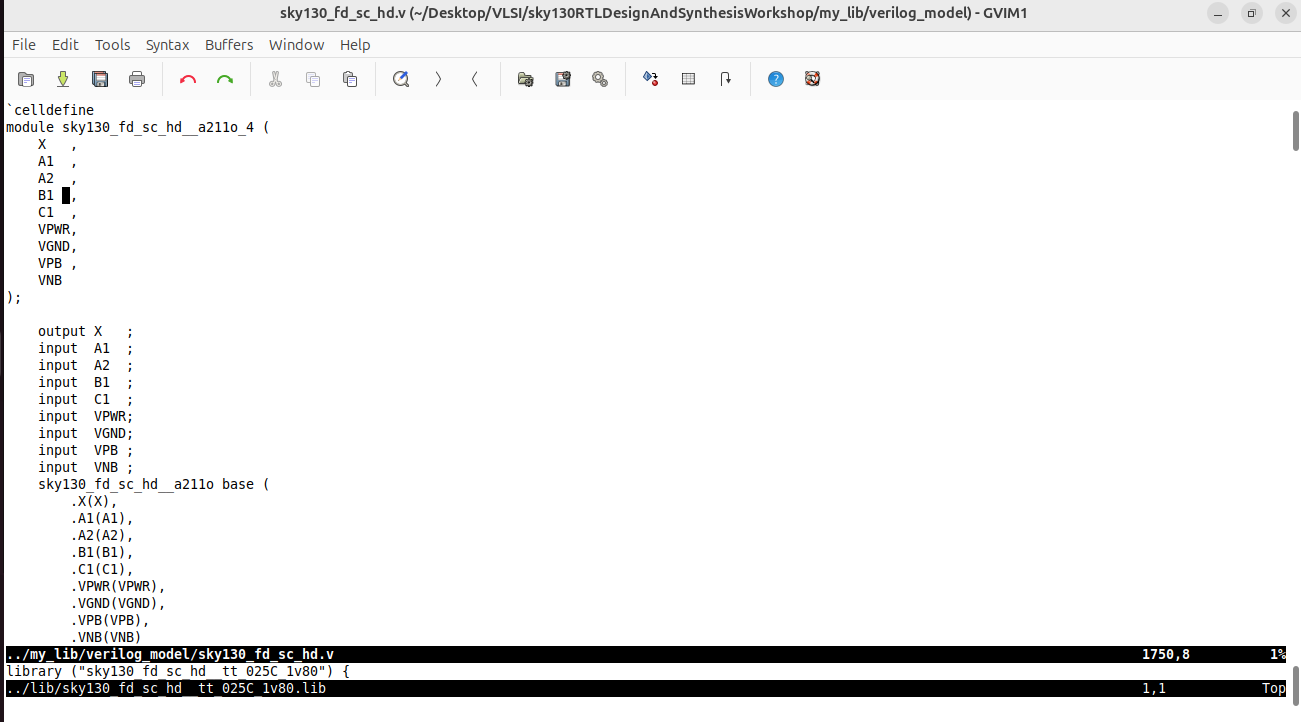 sky130_fd_sc_hd.v (~/Desktop/VLSI/sky130RTLDesignAndSynthesisWorkshop/my_lib/verilog_model) - GVIM1
File Edit Tools Syntax Buffers Window Help
`celldefine
module sky130_fd_sc_hd__a211o_4 (
    X   ,
    A1  ,
    A2  ,
    B1  ,
    C1  ,
    VPWR,
    VGND,
    VPB ,
    VNB
);
    output X   ;
    input  A1  ;
    input  A2  ;
    input  B1  ;
    input  C1  ;
    input  VPWR;
    input  VGND;
    input  VPB ;
    input  VNB ;
    sky130_fd_sc_hd__a211o base (
        .X(X),
        .A1(A1),
        .A2(A2),
        .B1(B1),
        .C1(C1),
        .VPWR(VPWR),
        .VGND(VGND),
        .VPB(VPB),
        .VNB(VNB)
../my_lib/verilog_model/sky130_fd_sc_hd.v 1750,8 1%
library ("sky130_fd_sc_hd__tt_025C_1v80") {
../lib/sky130_fd_sc_hd__tt_025C_1v80.lib 1,1 Top